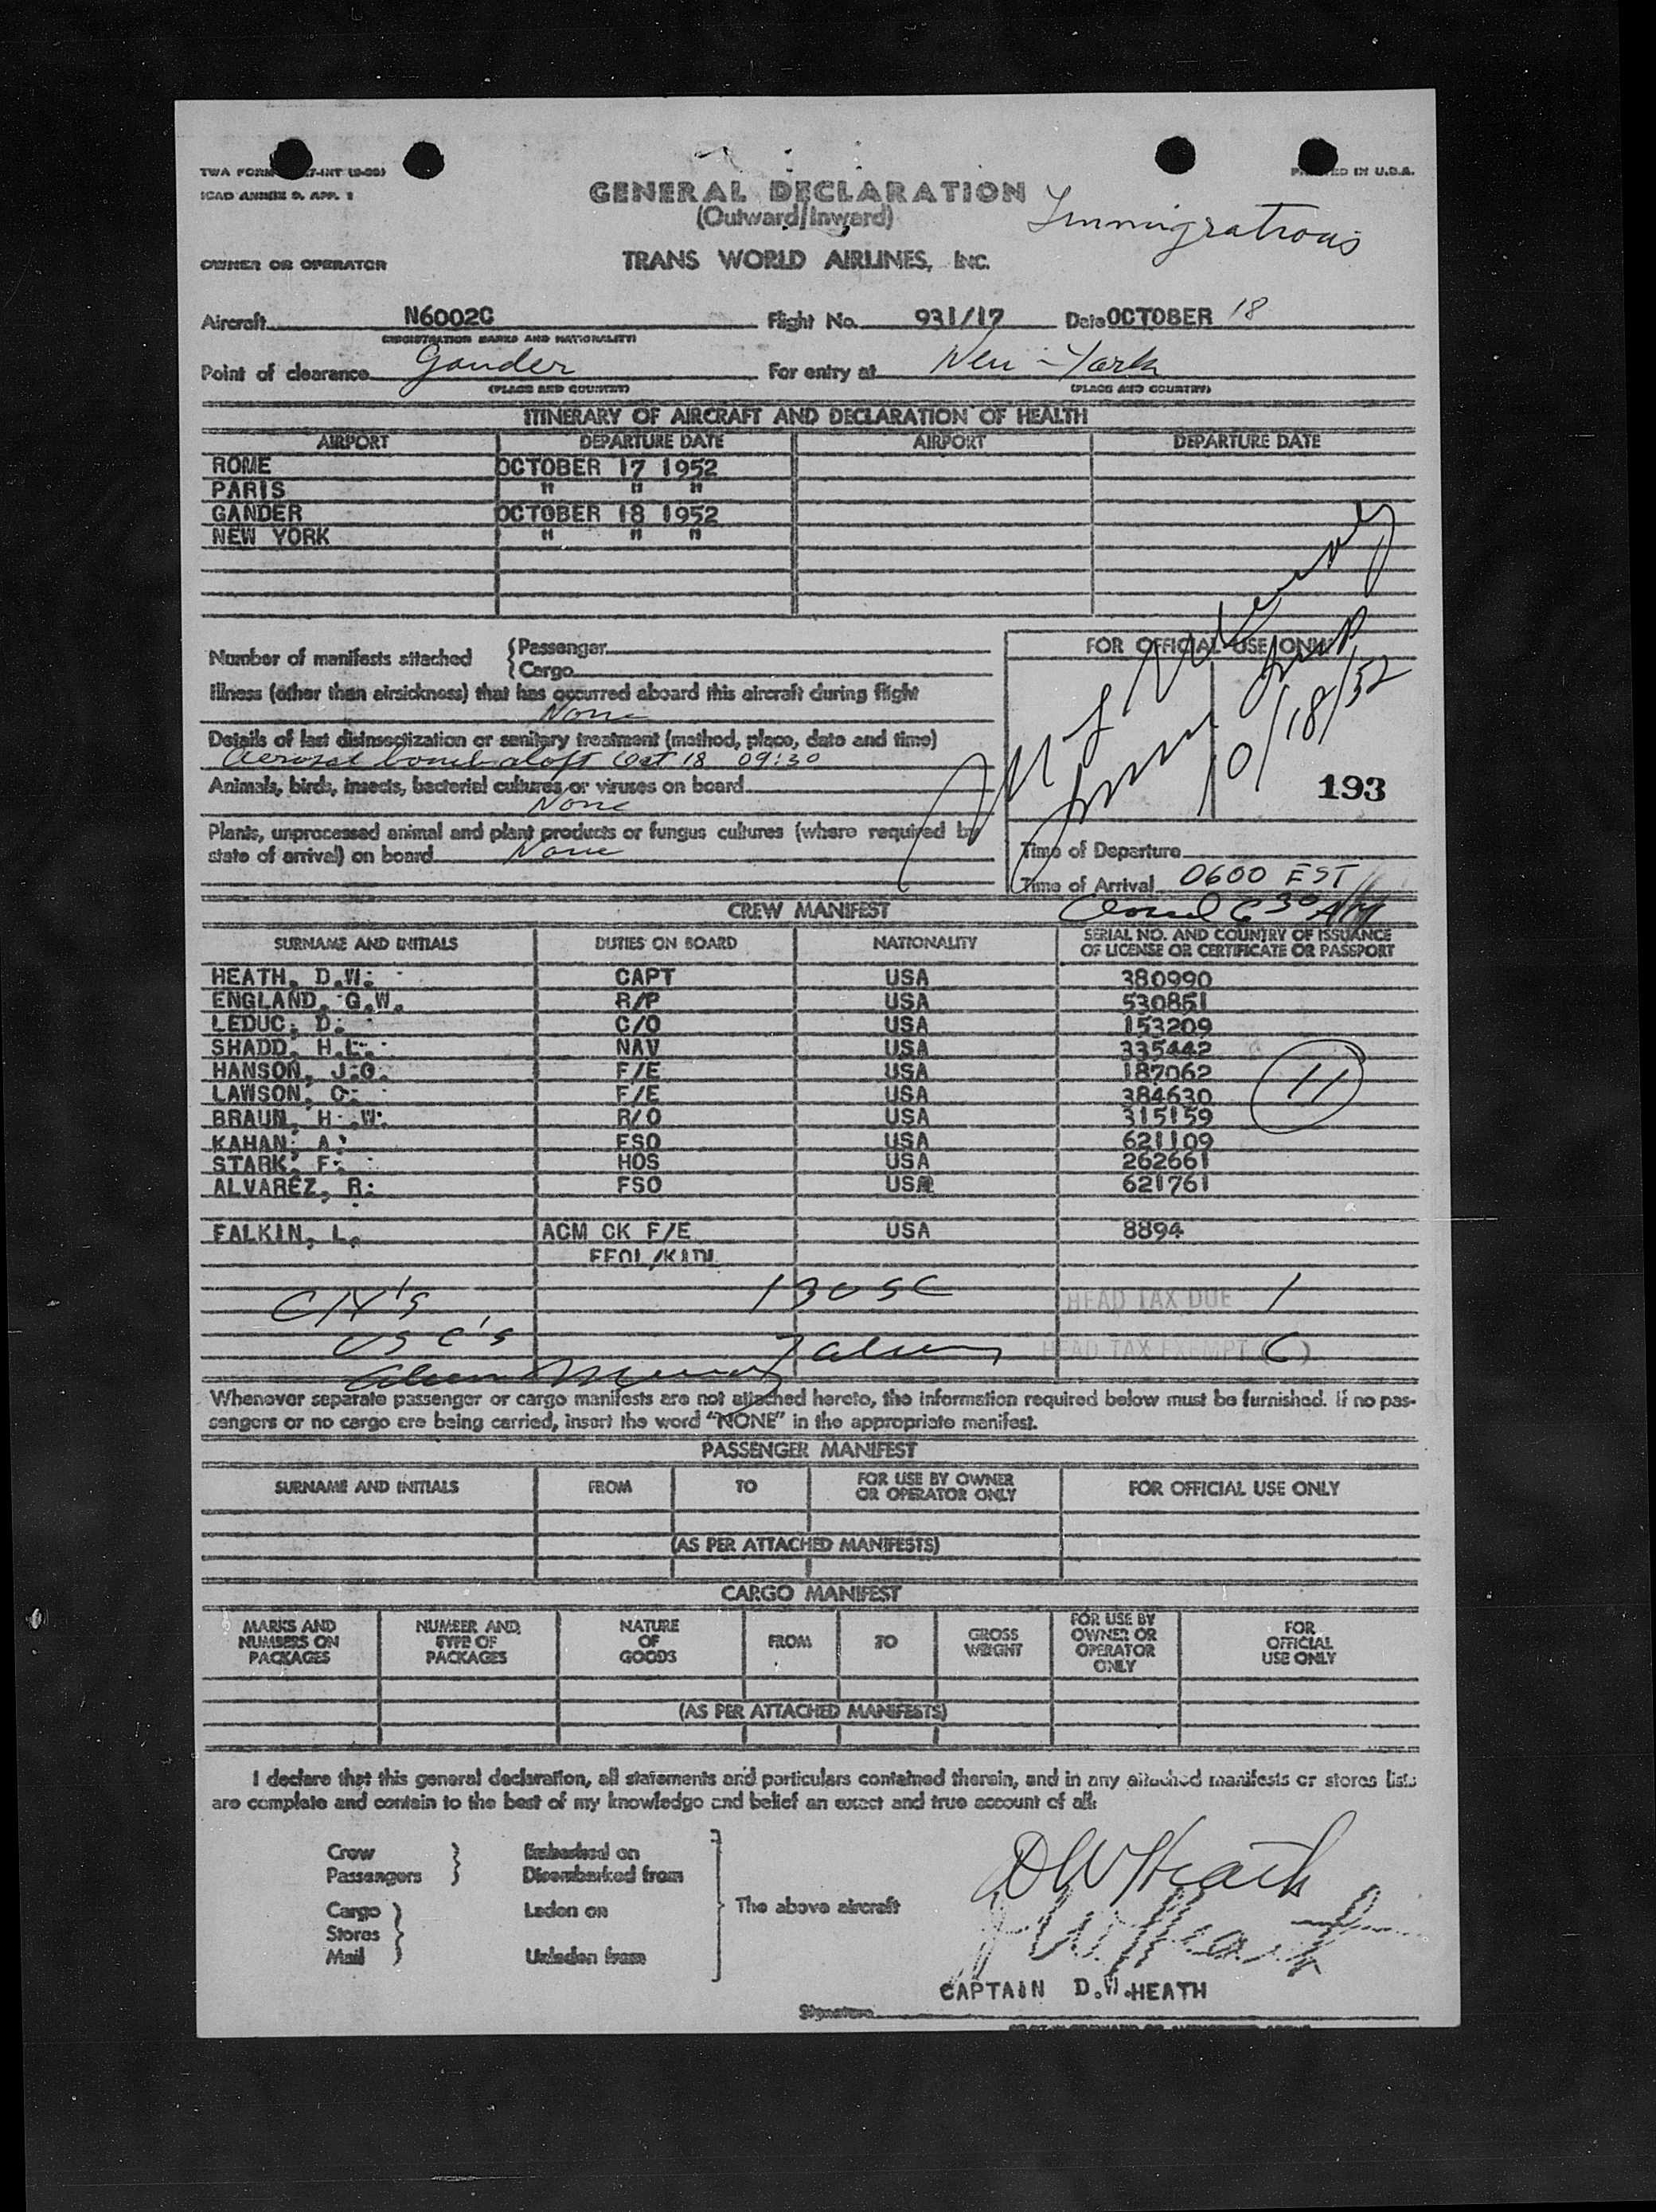 TWA FORM
PRINTED IN U.S.A.
ICAO ANNEX 9, APP. 1
GENERAL DECLARATION
(Outward/Inward)
Immigrations
OWNER OR OPERATOR
TRANS WORLD AIRLINES, INC.
Aircraft N6002C Flight No. 931/17 Date OCTOBER 18
(REGISTRATION MARKS AND NATIONALITY)
Point of clearance Gander For entry at New York
(PLACE AND COUNTRY) (PLACE AND COUNTRY)
ITINERARY OF AIRCRAFT AND DECLARATION OF HEALTH
AIRPORT DEPARTURE DATE AIRPORT DEPARTURE DATE
ROME OCTOBER 17 1952
PARIS " " "
GANDER OCTOBER 18 1952
NEW YORK " " "
Number of manifests attached { Passenger
{ Cargo
FOR OFFICIAL USE ONLY
Illness (other than airsickness) that has occurred aboard this aircraft during flight
None
Details of last disinsectization or sanitary treatment (method, place, date and time)
Aerosol bomb aloft Oct 18 09:30
Animals, birds, insects, bacterial cultures or viruses on board
None
Plants, unprocessed animal and plant products or fungus cultures (where required by
state of arrival) on board None
10/18/52
193
Time of Departure
Time of Arrival 0600 EST
630 AM
CREW MANIFEST
SURNAME AND INITIALS DUTIES ON BOARD NATIONALITY SERIAL NO. AND COUNTRY OF ISSUANCE OF LICENSE OR CERTIFICATE OR PASSPORT
HEATH, D.W. CAPT USA 380990
ENGLAND, G.W. R/P USA 530851
LEDUC, D. C/O USA 153209
SHADD, H.L. NAV USA 335442
HANSON, J.O. F/E USA 187062
LAWSON, C. F/E USA 384630
BRAUN, H.W. R/O USA 315159
KAHAN, A. FSO USA 621109
STARK, F. HOS USA 262661
ALVAREZ, R. FSO USA 621761
11
FALKIN, L. ACM CK F/E USA 8894
HEAD TAX DUE 1
USC's
HEAD TAX EXEMPT ( )
Whenever separate passenger or cargo manifests are not attached hereto, the information required below must be furnished. If no pas-
sengers or no cargo are being carried, insert the word "NONE" in the appropriate manifest.
PASSENGER MANIFEST
SURNAME AND INITIALS FROM TO FOR USE BY OWNER OR OPERATOR ONLY FOR OFFICIAL USE ONLY
(AS PER ATTACHED MANIFESTS)
CARGO MANIFEST
MARKS AND NUMBERS ON PACKAGES NUMBER AND TYPE OF PACKAGES NATURE OF GOODS FROM TO GROSS WEIGHT FOR USE BY OWNER OR OPERATOR ONLY FOR OFFICIAL USE ONLY
(AS PER ATTACHED MANIFESTS)
I declare that this general declaration, all statements and particulars contained therein, and in any attached manifests or stores lists
are complete and contain to the best of my knowledge and belief an exact and true account of all:
Crew Embarked on
Passengers Disembarked from
Cargo Laden on The above aircraft
Stores
Mail Unladen from
DW Heath
D.W. Heath
CAPTAIN D.W. HEATH
Signature